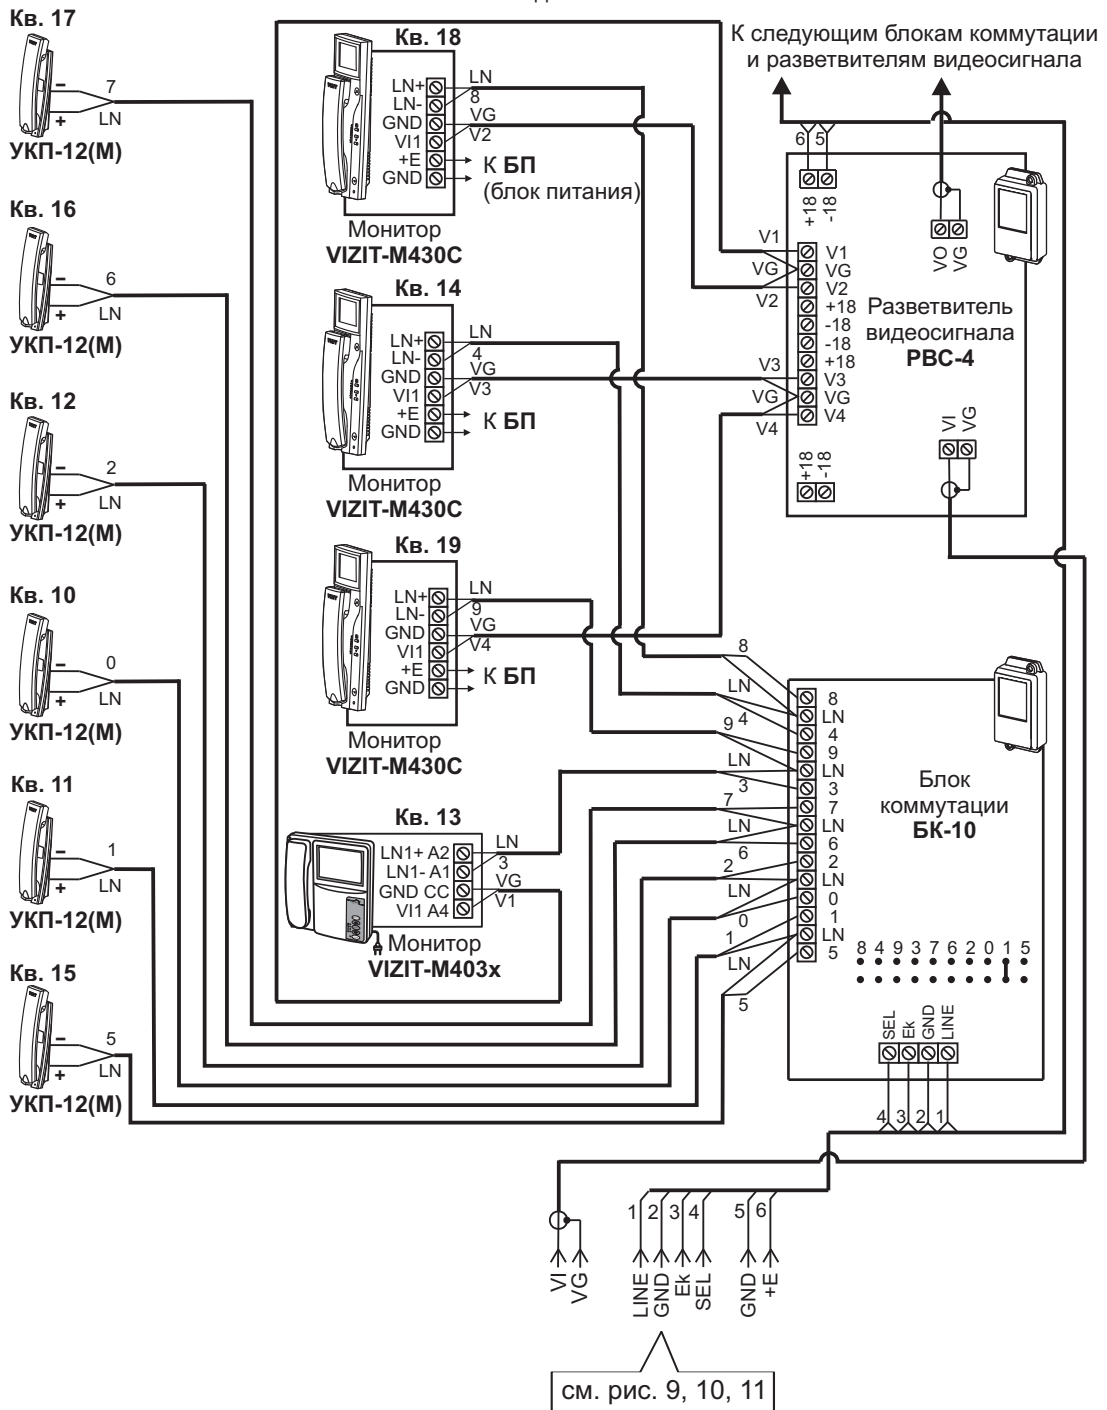 Кв. 17
7
LN
УКП-12(М)
Кв. 16
6
LN
УКП-12(М)
Кв. 12
2
LN
УКП-12(М)
Кв. 10
0
LN
УКП-12(М)
Кв. 11
1
LN
УКП-12(М)
Кв. 15
5
LN
УКП-12(М)
Кв. 18
LN+
LN-
GND
VI1
+E
GND
LN
8
VG
V2
К БП
(блок питания)
Монитор
VIZIT-M430C
Кв. 14
LN+
LN-
GND
VI1
+E
GND
LN
4
VG
V3
К БП
Монитор
VIZIT-M430C
Кв. 19
LN+
LN-
GND
VI1
+E
GND
LN
9
VG
V4
К БП
Монитор
VIZIT-M430C
Кв. 13
LN1+ A2
LN1- A1
GND CC
VI1 A4
LN
3
VG
V1
Монитор
VIZIT-M403x
К следующим блокам коммутации
и разветвителям видеосигнала
6 5
+18
-18
VO
VG
V1
VG
V2
V3
VG
V4
V1
VG
V2
+18
-18
-18
+18
V3
VG
V4
Разветвитель
видеосигнала
РВС-4
VI
VG
+18
-18
8
LN
4
9
LN
3
7
LN
6
2
LN
0
1
LN
5
8
LN
4
9
LN
3
7
LN
6
2
LN
0
1
LN
5
Блок
коммутации
БК-10
8 4 9 3 7 6 2 0 1 5
SEL
Ek
GND
LINE
4 3 2 1
1 2 3 4 5 6
VI
VG
LINE
GND
Ek
SEL
GND
+E
см. рис. 9, 10, 11